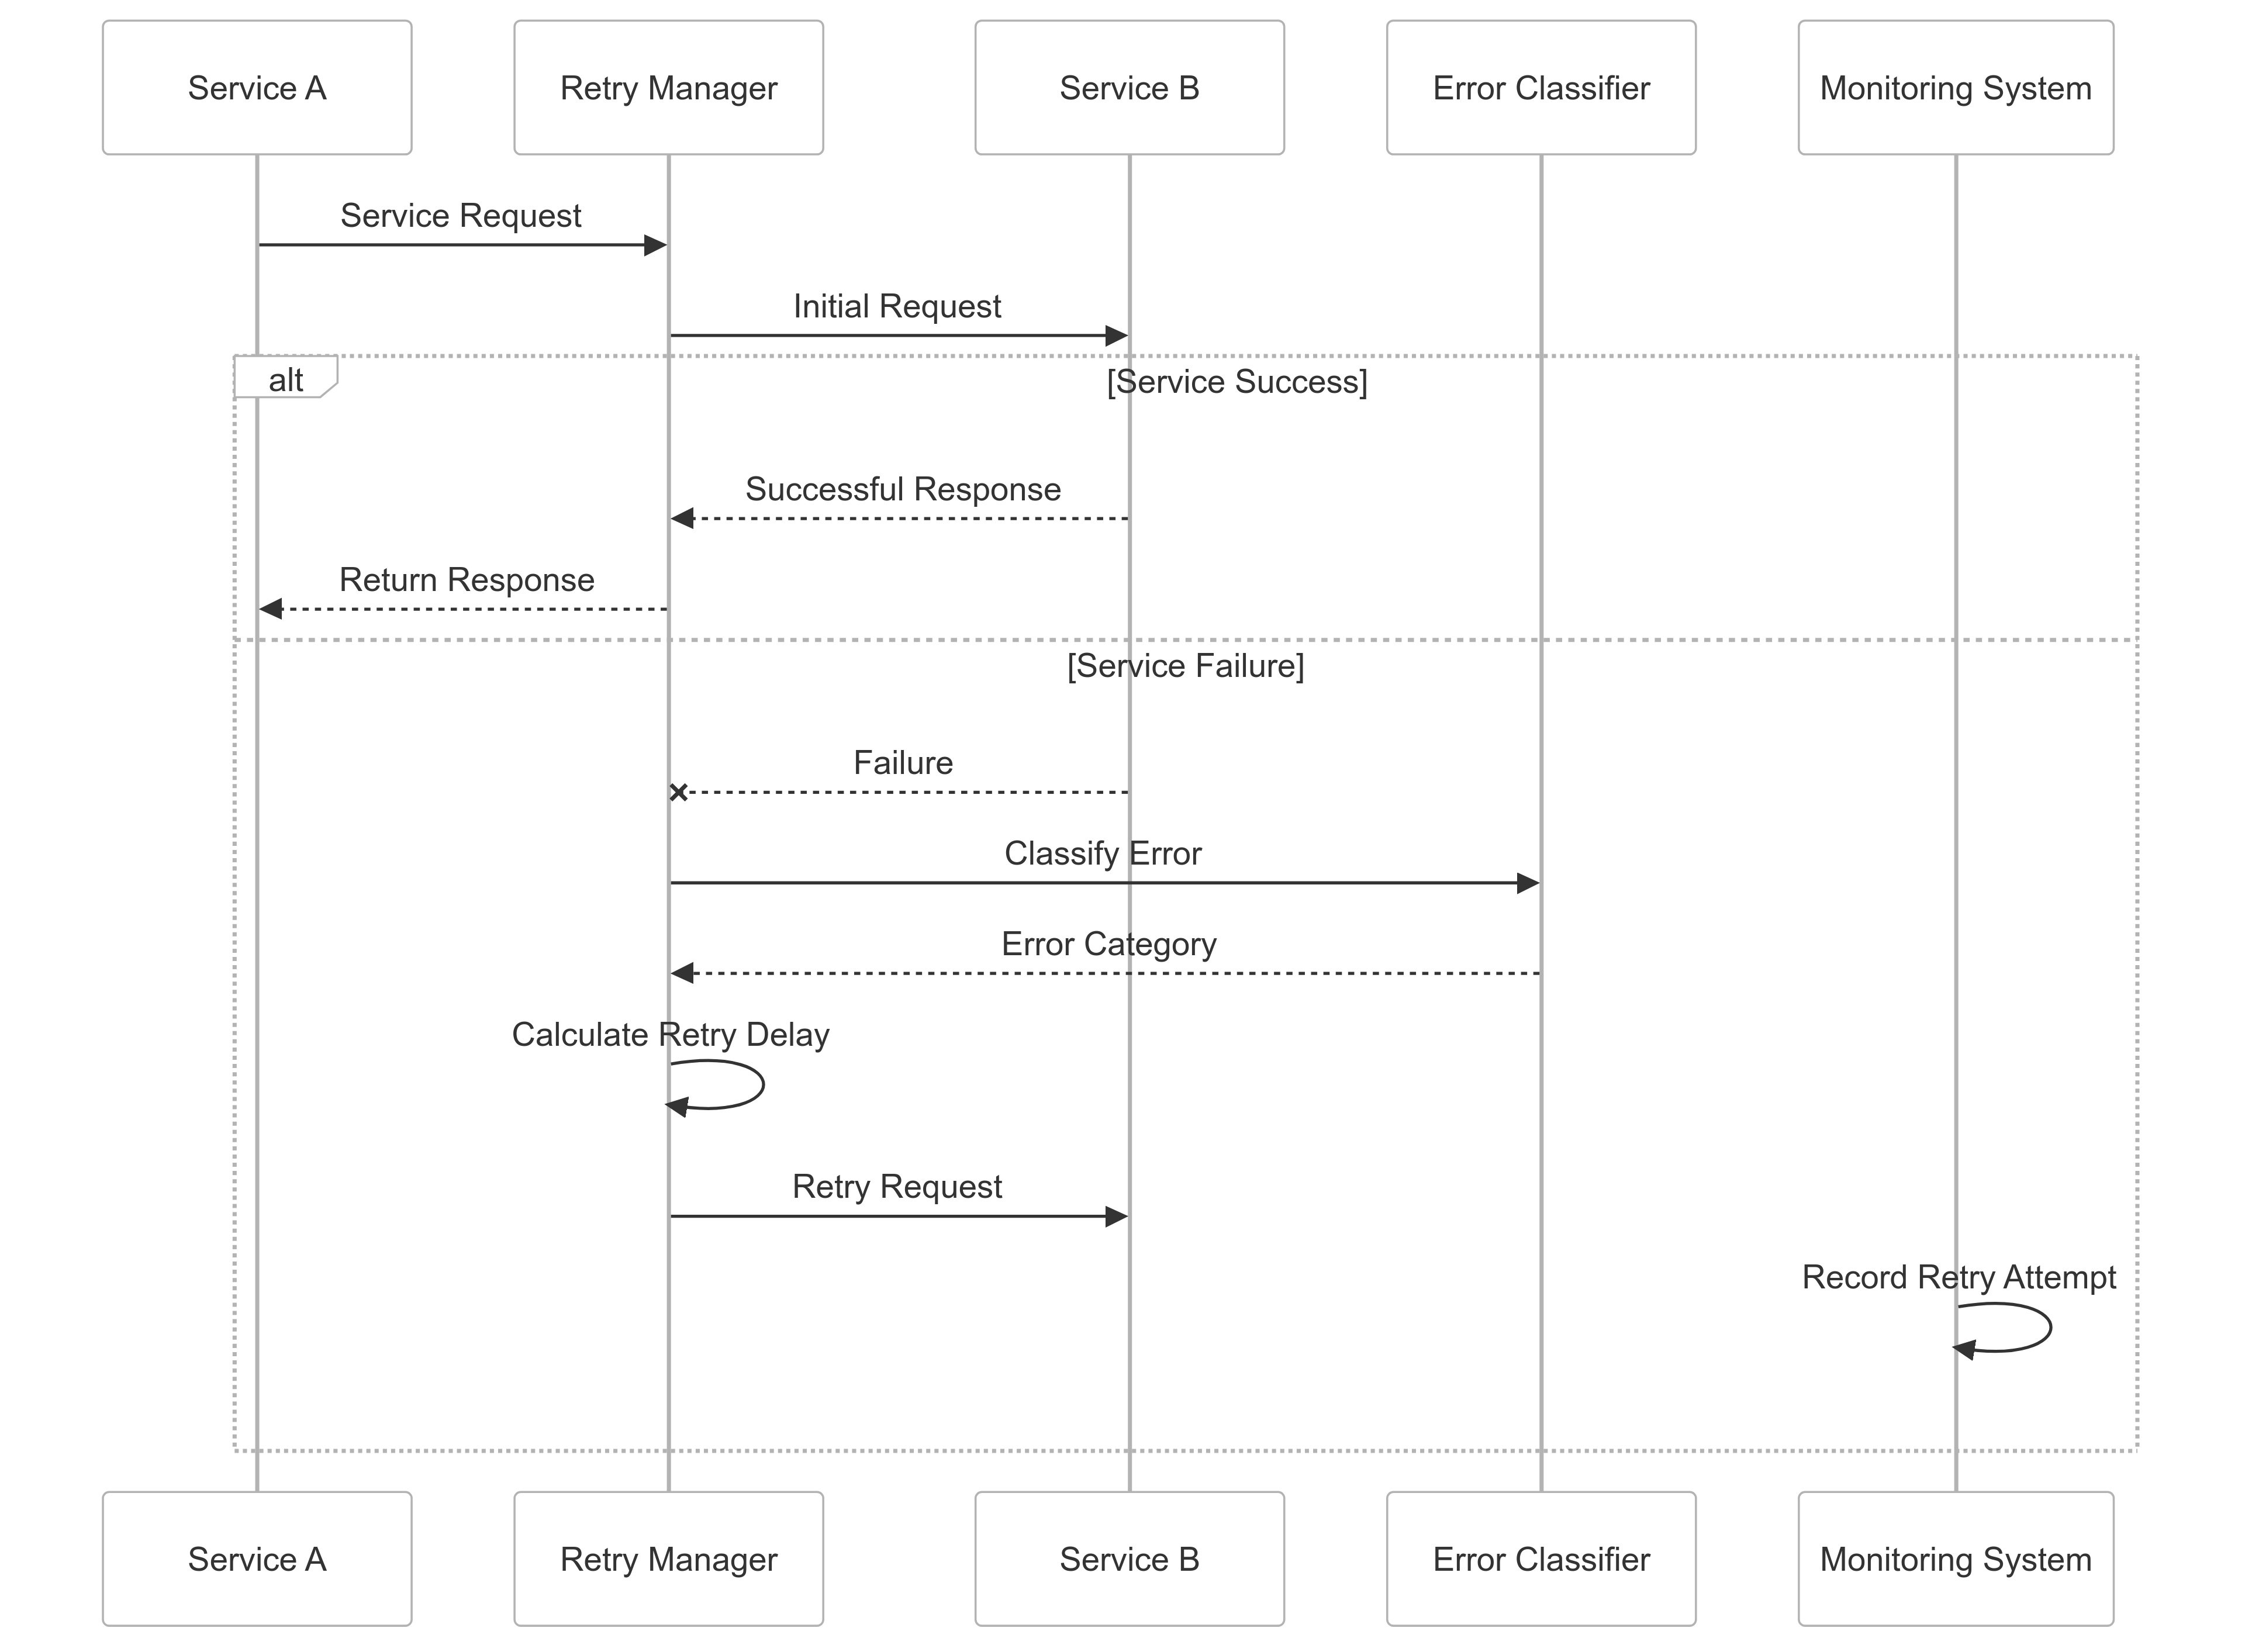 Service A
Retry Manager
Service B
Error Classifier
Monitoring System
Service Request
Initial Request
alt
[Service Success]
Successful Response
Return Response
[Service Failure]
Failure
Classify Error
Error Category
Calculate Retry Delay
Retry Request
Record Retry Attempt
Service A
Retry Manager
Service B
Error Classifier
Monitoring System